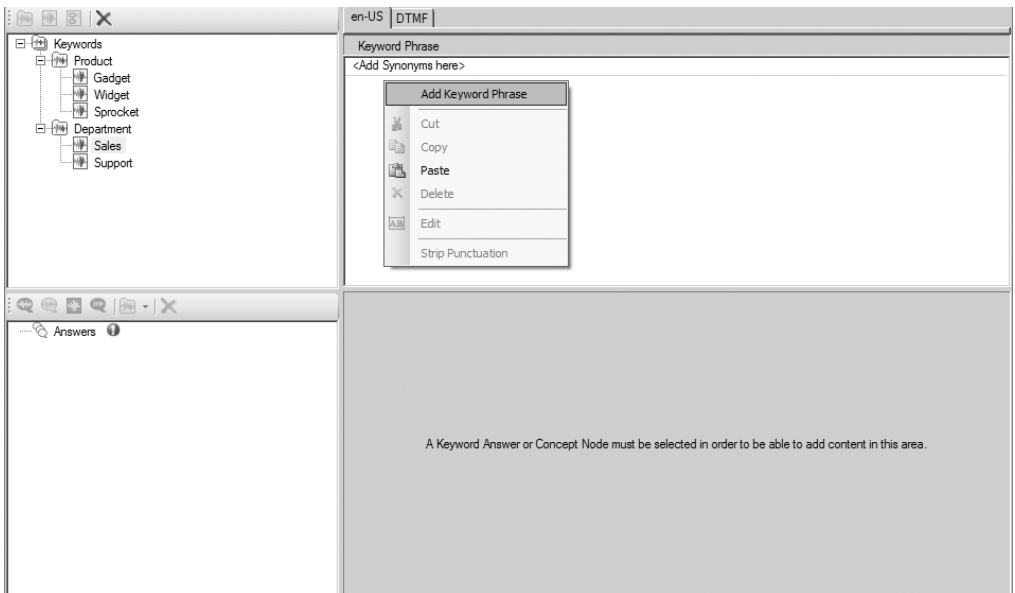 en-US DTMF
Keywords
Product
Gadget
Widget
Sprocket
Department
Sales
Support
Keyword Phrase
<Add Synonyms here>
Add Keyword Phrase
Cut
Copy
Paste
Delete
AB Edit
Strip Punctuation
Answers
A Keyword Answer or Concept Node must be selected in order to be able to add content in this area.